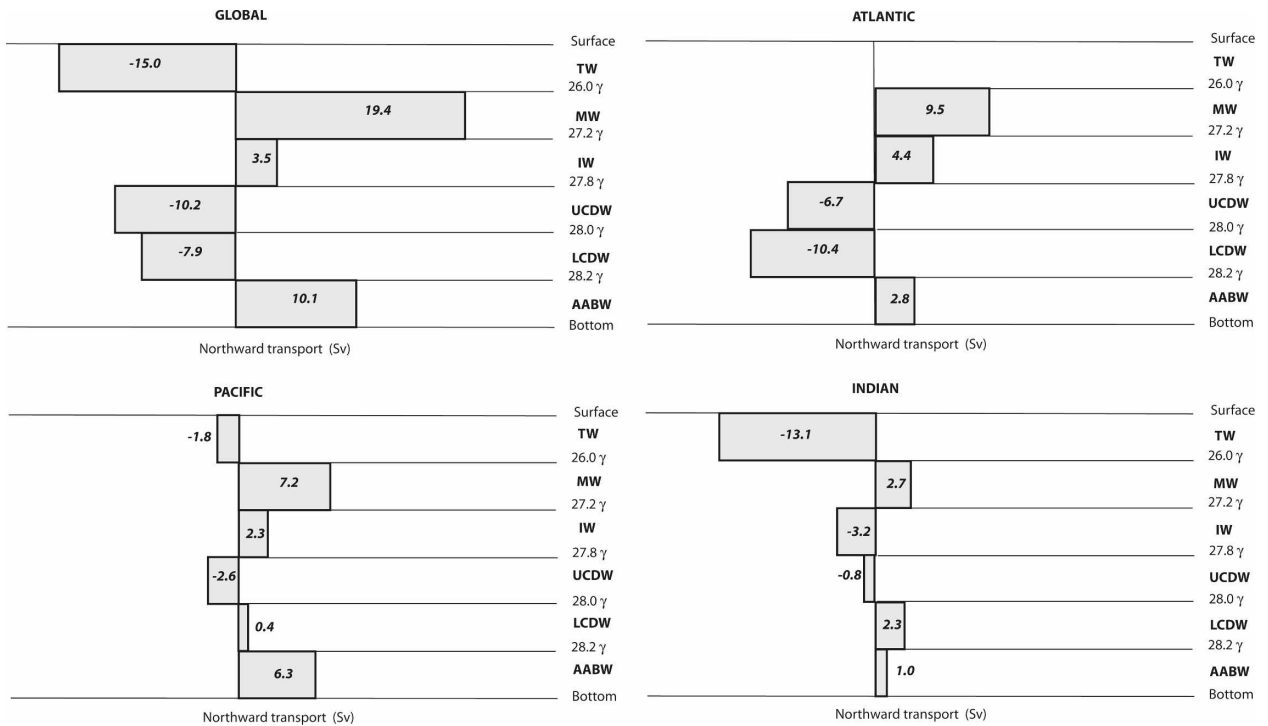 GLOBAL
Surface
-15.0
TW
26.0 γ
19.4
MW
27.2 γ
3.5
IW
27.8 γ
-10.2
UCDW
28.0 γ
-7.9
LCDW
28.2 γ
10.1
AABW
Bottom
Northward transport (Sv)
ATLANTIC
Surface
TW
26.0 γ
9.5
MW
27.2 γ
4.4
IW
27.8 γ
-6.7
UCDW
28.0 γ
-10.4
LCDW
28.2 γ
2.8
AABW
Bottom
Northward transport (Sv)
PACIFIC
Surface
-1.8
TW
26.0 γ
7.2
MW
27.2 γ
2.3
IW
27.8 γ
-2.6
UCDW
28.0 γ
0.4
LCDW
28.2 γ
6.3
AABW
Bottom
Northward transport (Sv)
INDIAN
Surface
-13.1
TW
26.0 γ
2.7
MW
27.2 γ
-3.2
IW
27.8 γ
-0.8
UCDW
28.0 γ
2.3
LCDW
28.2 γ
1.0
AABW
Bottom
Northward transport (Sv)